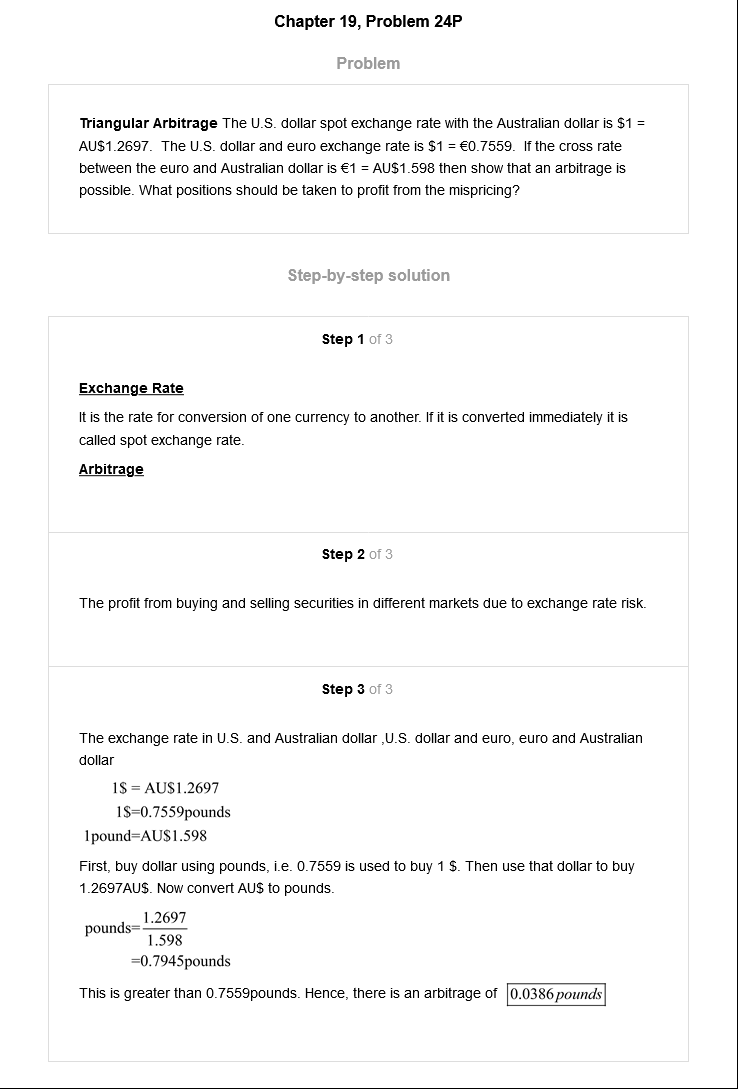 Chapter 19, Problem 24P
Problem
Triangular Arbitrage The U.S. dollar spot exchange rate with the Australian dollar is $1 =
AU$1.2697. The U.S. dollar and euro exchange rate is $1 = €0.7559. If the cross rate
between the euro and Australian dollar is €1 = AU$1.598 then show that an arbitrage is
possible. What positions should be taken to profit from the mispricing?
Step-by-step solution
Step 1 of 3
Exchange Rate
It is the rate for conversion of one currency to another. If it is converted immediately it is
called spot exchange rate.
Arbitrage
Step 2 of 3
The profit from buying and selling securities in different markets due to exchange rate risk.
Step 3 of 3
The exchange rate in U.S. and Australian dollar ,U.S. dollar and euro, euro and Australian
dollar
1$ = AU$1.2697
1$=0.7559pounds
1pound=AU$1.598
First, buy dollar using pounds, i.e. 0.7559 is used to buy 1 $. Then use that dollar to buy
1.2697AU$. Now convert AU$ to pounds.
pounds=1.2697
1.598
=0.7945pounds
This is greater than 0.7559pounds. Hence, there is an arbitrage of 0.0386 pounds